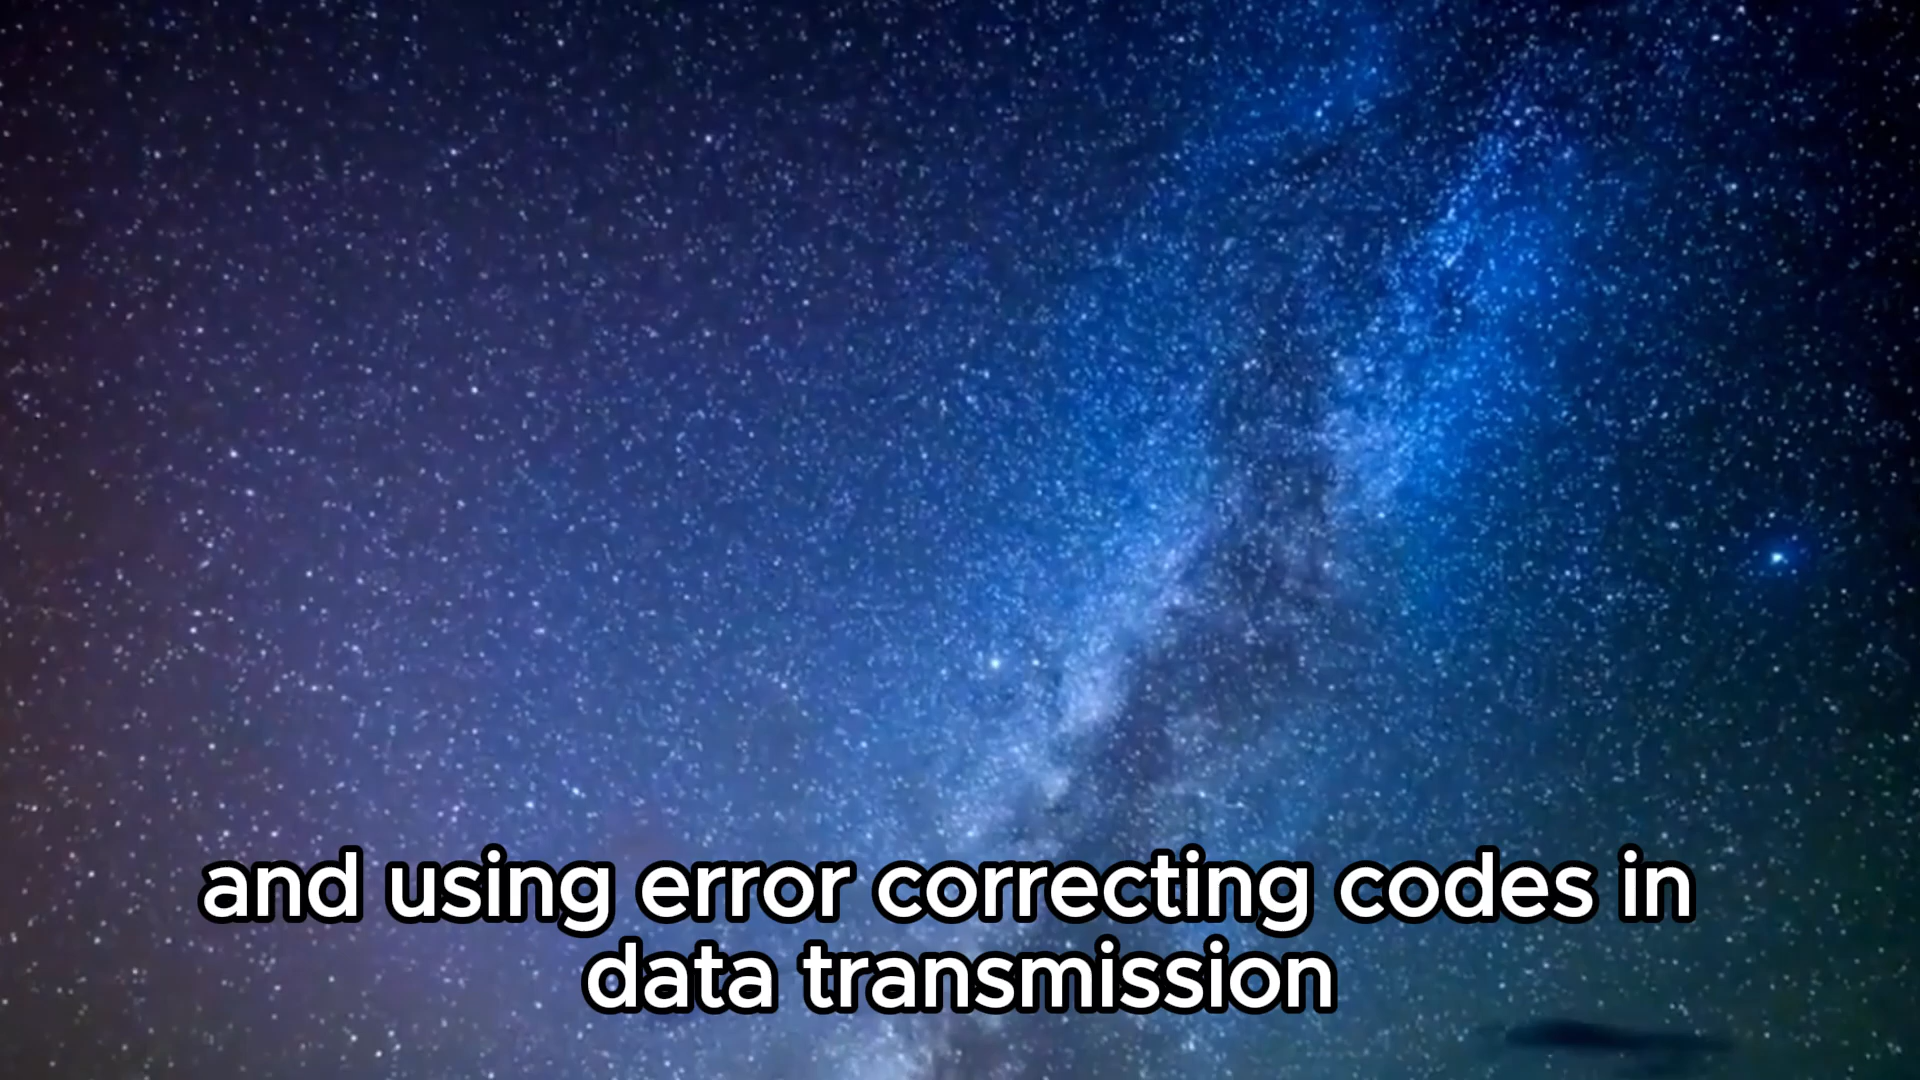 and using error correcting codes in
data transmission